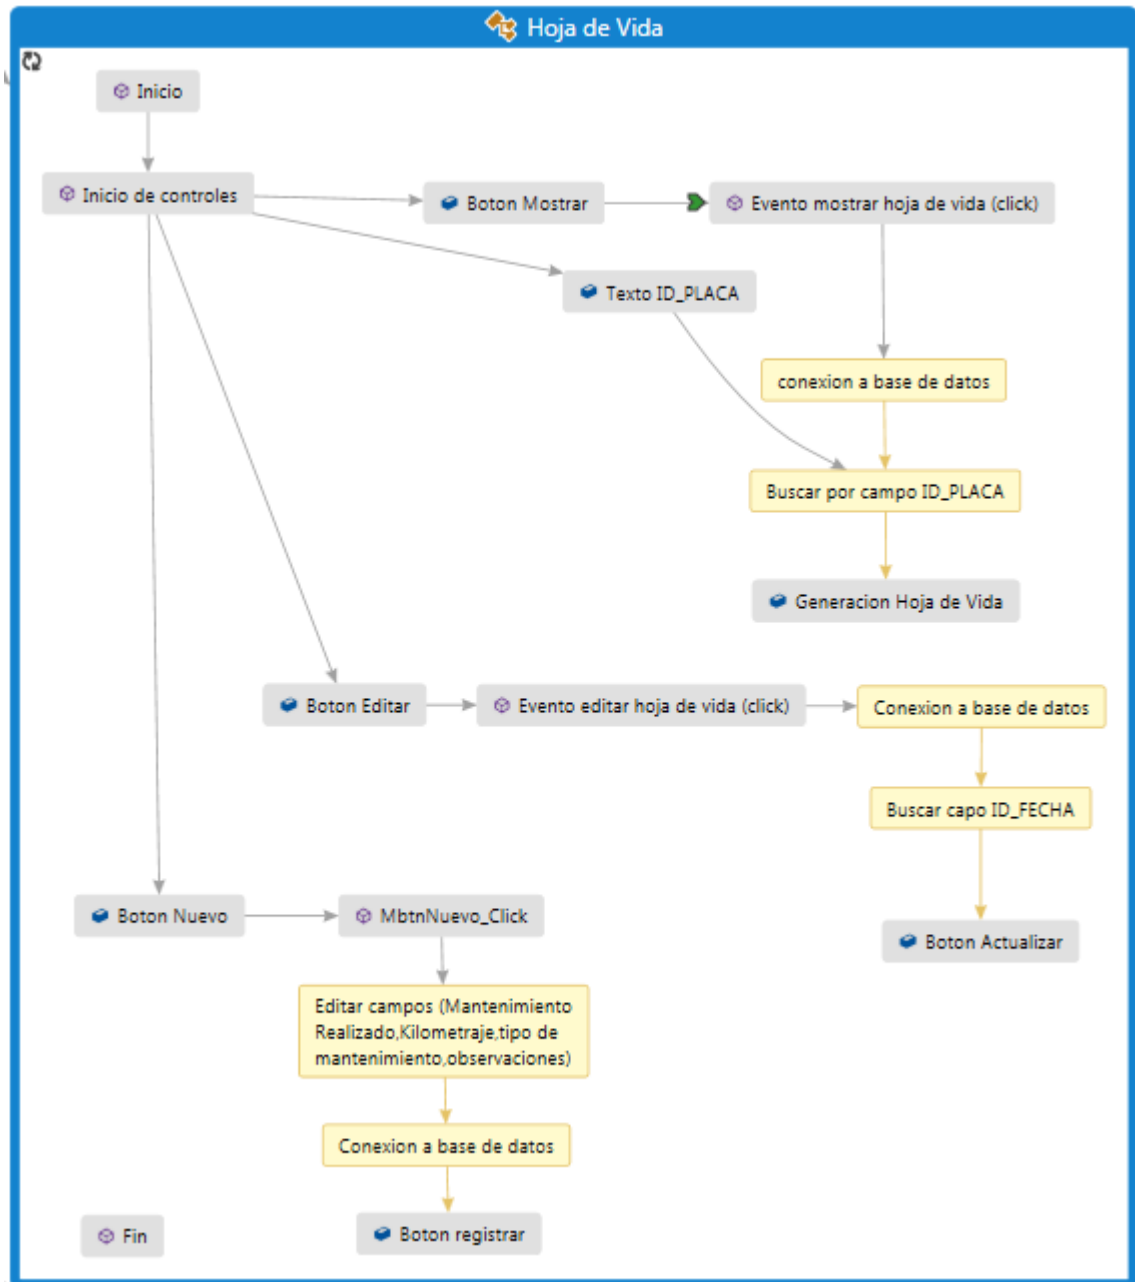 Hoja de Vida
Inicio
Inicio de controles
Boton Mostrar
Evento mostrar hoja de vida (click)
Texto ID_PLACA
conexion a base de datos
Buscar por campo ID_PLACA
Generacion Hoja de Vida
Boton Editar
Evento editar hoja de vida (click)
Conexion a base de datos
Buscar capo ID_FECHA
Boton Actualizar
Boton Nuevo
MbtnNuevo_Click
Editar campos (Mantenimiento
Realizado,Kilometraje,tipo de
mantenimiento,observaciones)
Conexion a base de datos
Boton registrar
Fin